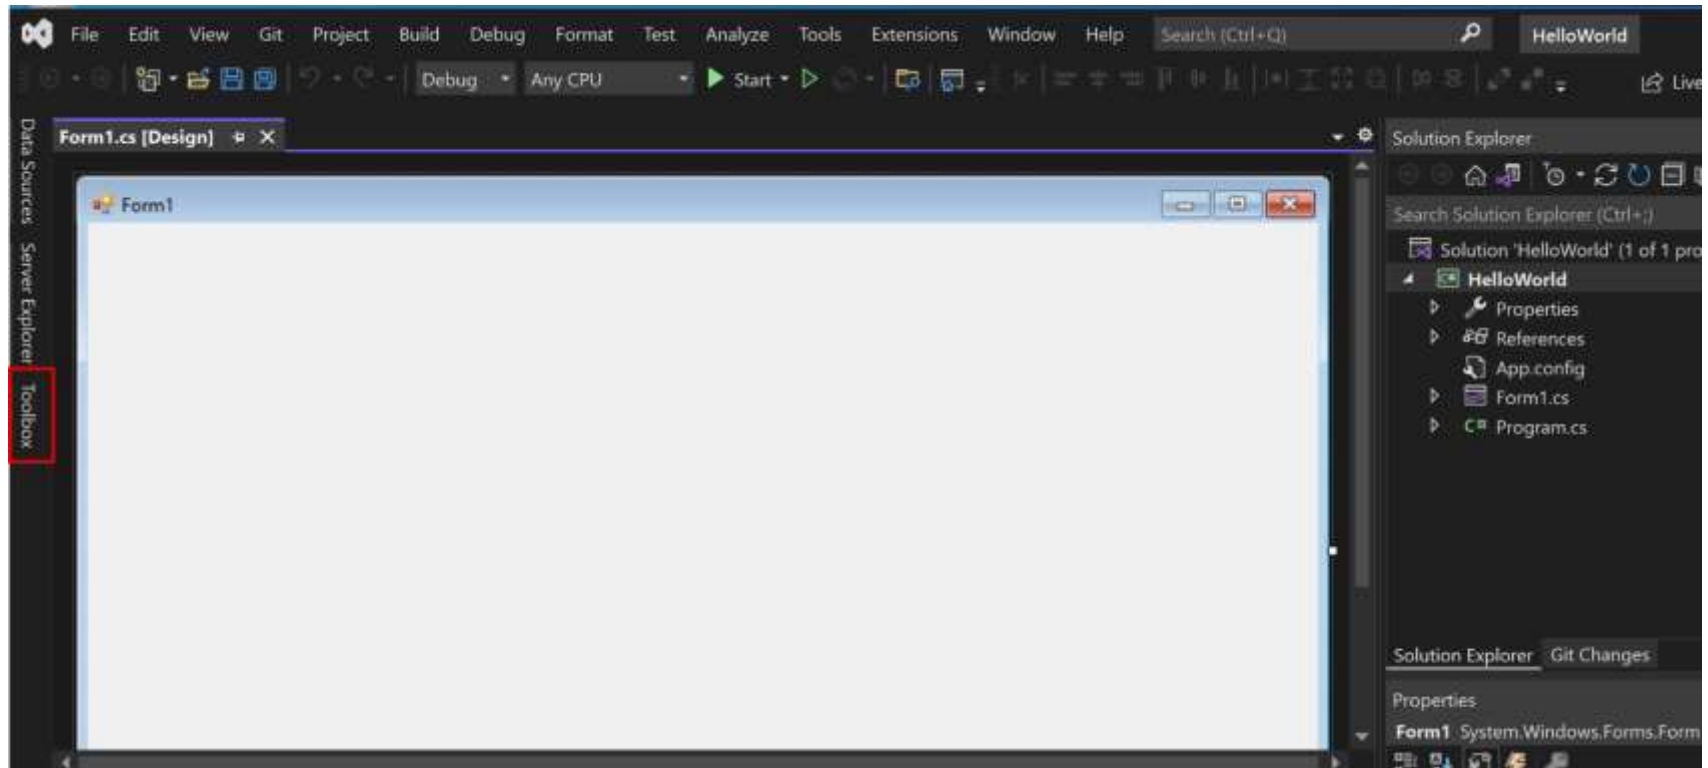 File Edit View Git Project Build Debug Format Test Analyze Tools Extensions Window Help Search (Ctrl+Q) HelloWorld
Debug Any CPU Start Live
Data Sources
Server Explorer
Toolbox
Form1.cs [Design]
Form1
Solution Explorer
Search Solution Explorer (Ctrl+;)
Solution 'HelloWorld' (1 of 1 pro
HelloWorld
Properties
References
App.config
Form1.cs
C# Program.cs
Solution Explorer Git Changes
Properties
Form1 System.Windows.Forms.Form